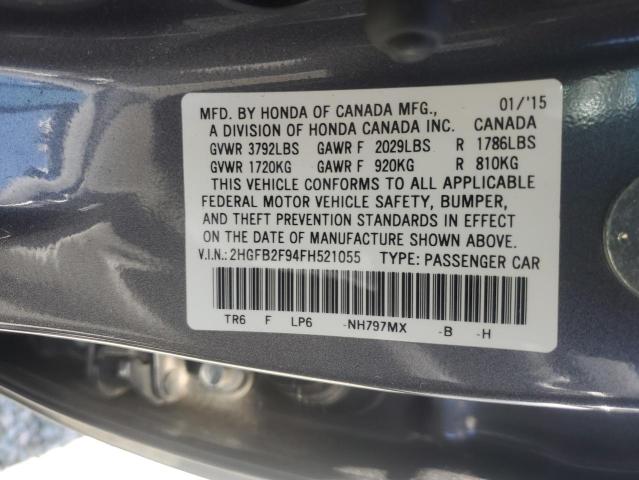 MFD. BY HONDA OF CANADA MFG., 01/'15
A DIVISION OF HONDA CANADA INC. CANADA
GVWR 3792LBS GAWR F 2029LBS R 1786LBS
GVWR 1720KG GAWR F 920KG R 810KG
THIS VEHICLE CONFORMS TO ALL APPLICABLE
FEDERAL MOTOR VEHICLE SAFETY, BUMPER,
AND THEFT PREVENTION STANDARDS IN EFFECT
ON THE DATE OF MANUFACTURE SHOWN ABOVE.
V.I.N.: 2HGFB2F94FH521055 TYPE: PASSENGER CAR
TR6 F LP6 -NH797MX -B -H